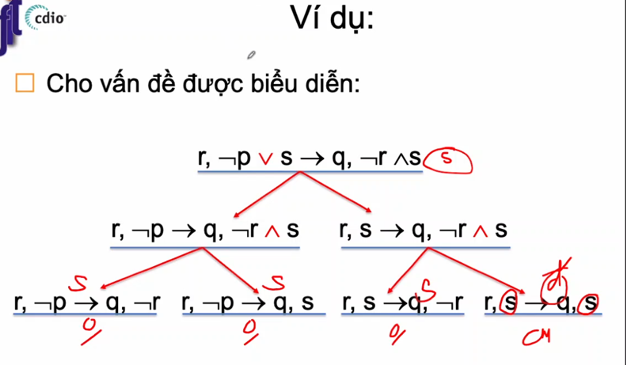 cdio
Ví dụ:
Cho vấn đề được biểu diễn:
r, ¬p ∨ s → q, ¬r ∧s s
r, ¬p → q, ¬r ∧ s r, s → q, ¬r ∧ s
S S S đ
r, ¬p → q, ¬r r, ¬p → q, s r, s →q, ¬r r, s → q, s
0 0 0 CM